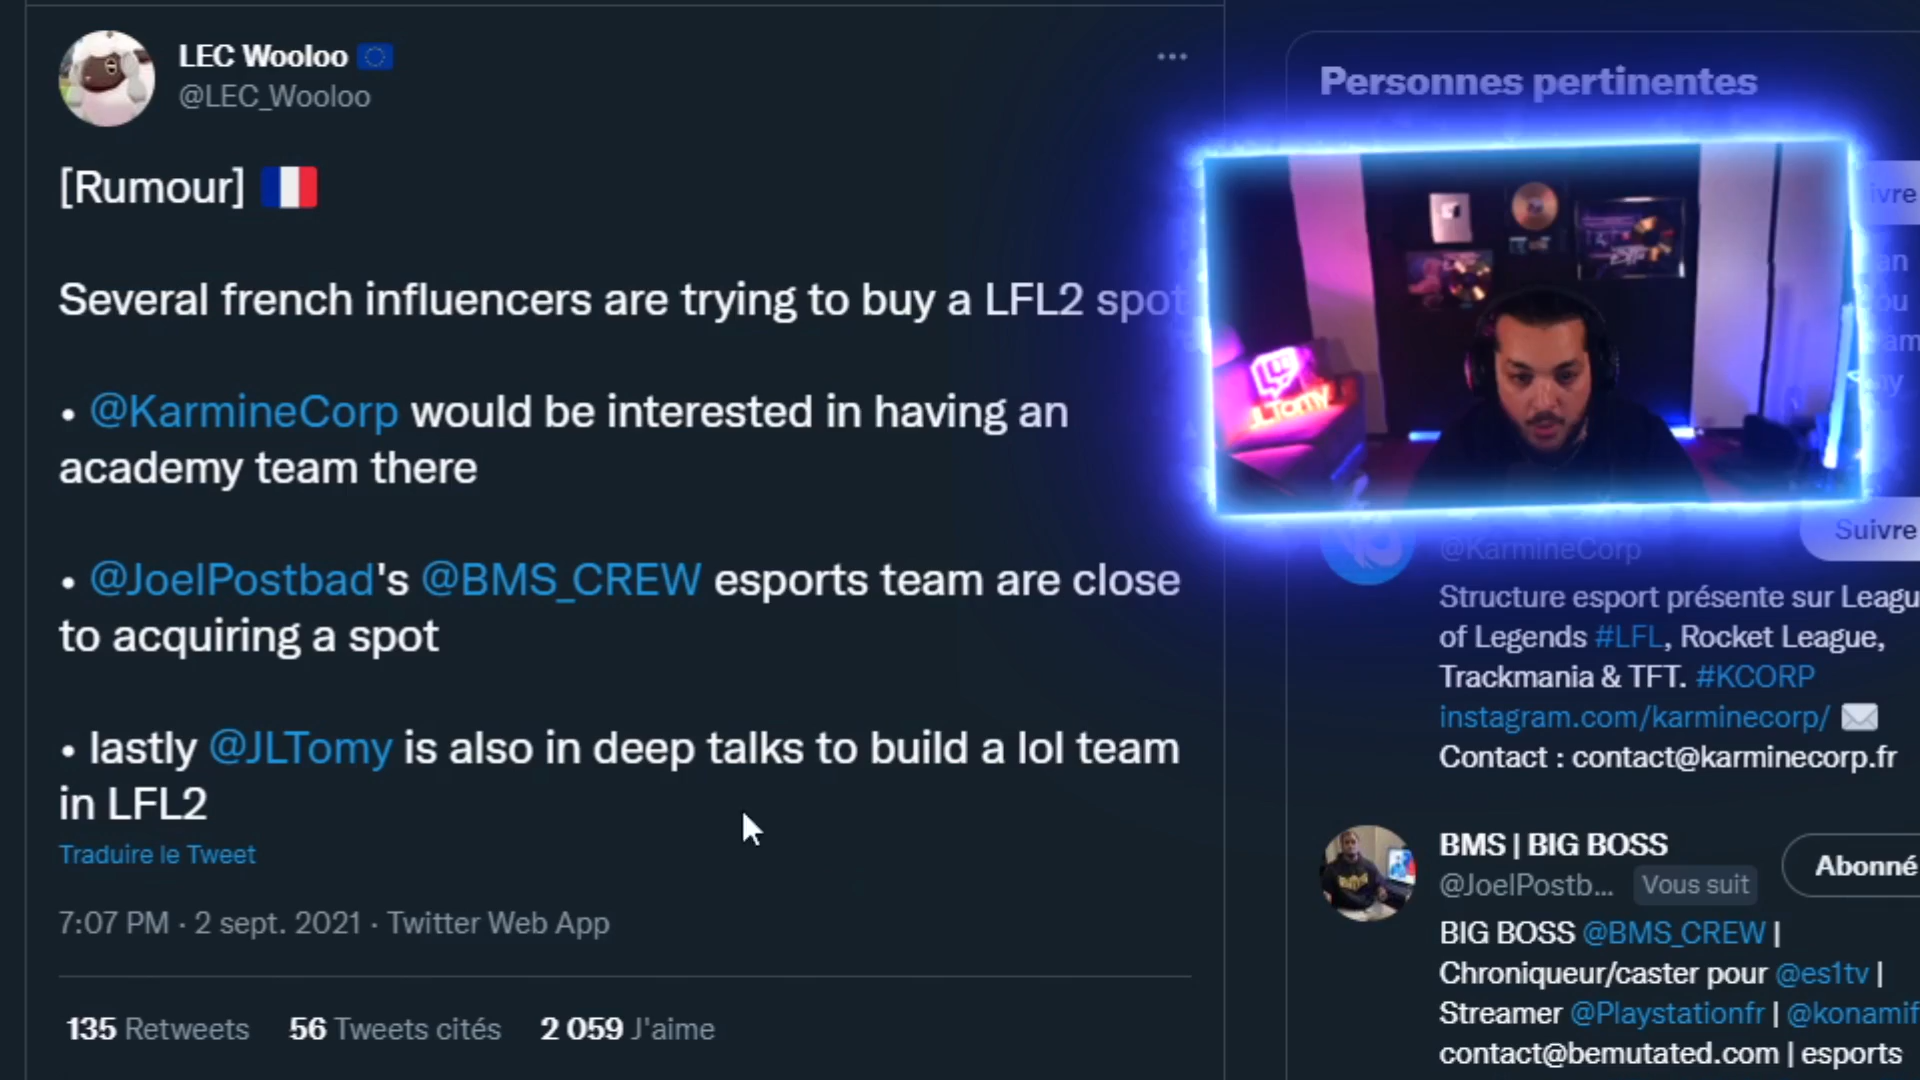 LEC Wooloo
@LEC_Wooloo
[Rumour]
Several french influencers are trying to buy a LFL2 spot
• @KarmineCorp would be interested in having an
academy team there
• @JoelPostbad's @BMS_CREW esports team are close
to acquiring a spot
• lastly @JLTomy is also in deep talks to build a lol team
in LFL2
Traduire le Tweet
7:07 PM · 2 sept. 2021 · Twitter Web App
135 Retweets 56 Tweets cités 2 059 J'aime
Personnes pertinentes
JLTomy
Suivre
@KarmineCorp
Structure esport présente sur Leagu
of Legends #LFL, Rocket League,
Trackmania & TFT. #KCORP
instagram.com/karminecorp/
Contact : contact@karminecorp.fr
BMS | BIG BOSS
@JoelPostb... Vous suit
Abonné
BIG BOSS @BMS_CREW |
Chroniqueur/caster pour @es1tv |
Streamer @Playstationfr | @konamif
contact@bemutated.com | esports